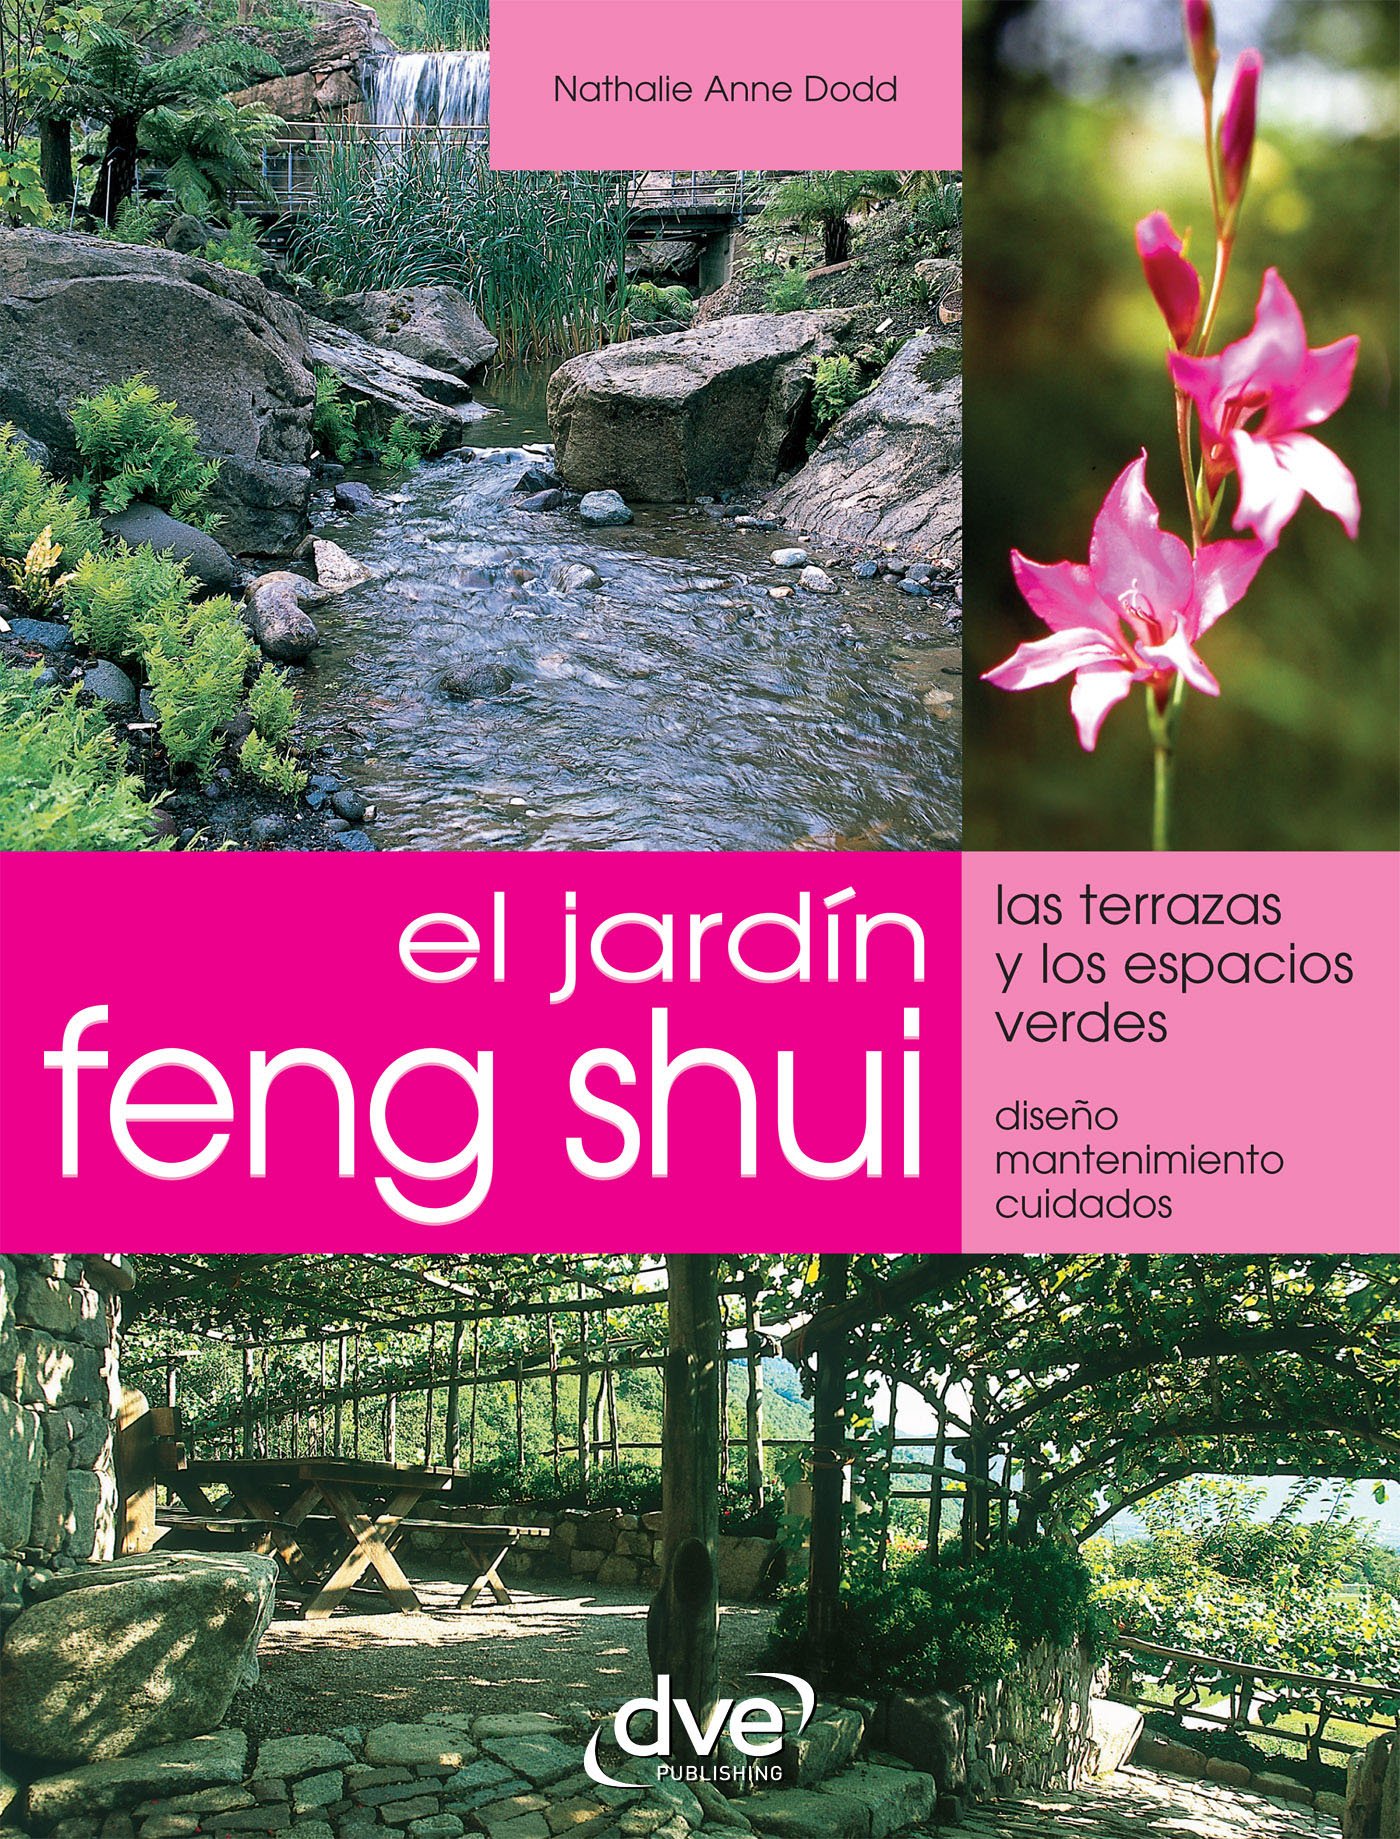 Nathalie Anne Dodd
el jardín
feng shui
las terrazas
y los espacios
verdes
diseño
mantenimiento
cuidados
dve
PUBLISHING